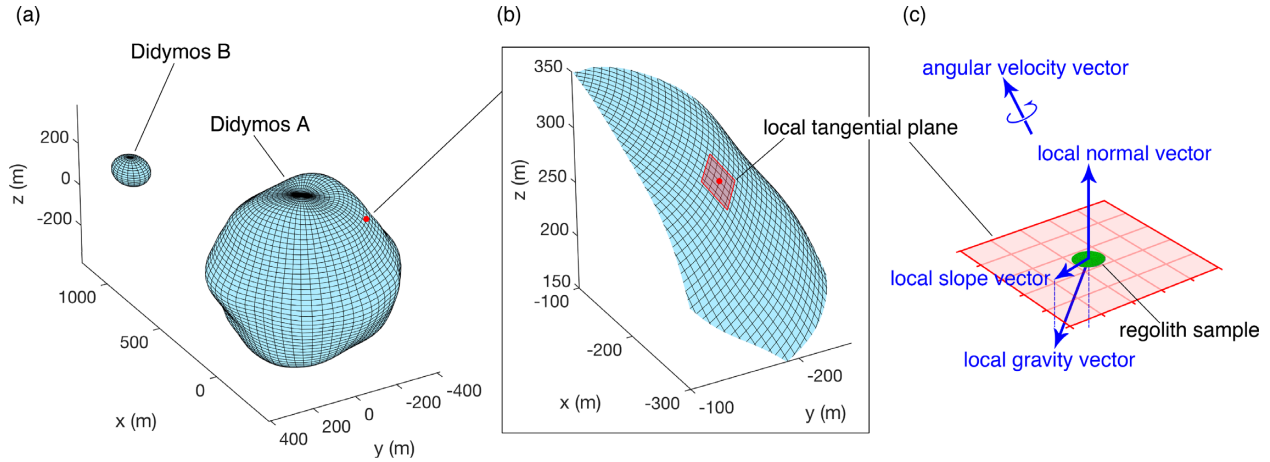 (a)
Didymos B
Didymos A
200
0
-200
z (m)
1000
500
0
x (m)
400
200
0
-200
-400
y (m)
(b)
350
300
250
200
150
z (m)
-100
-200
-300
x (m)
-100
-200
y (m)
local tangential plane
(c)
angular velocity vector
local normal vector
local slope vector
regolith sample
local gravity vector